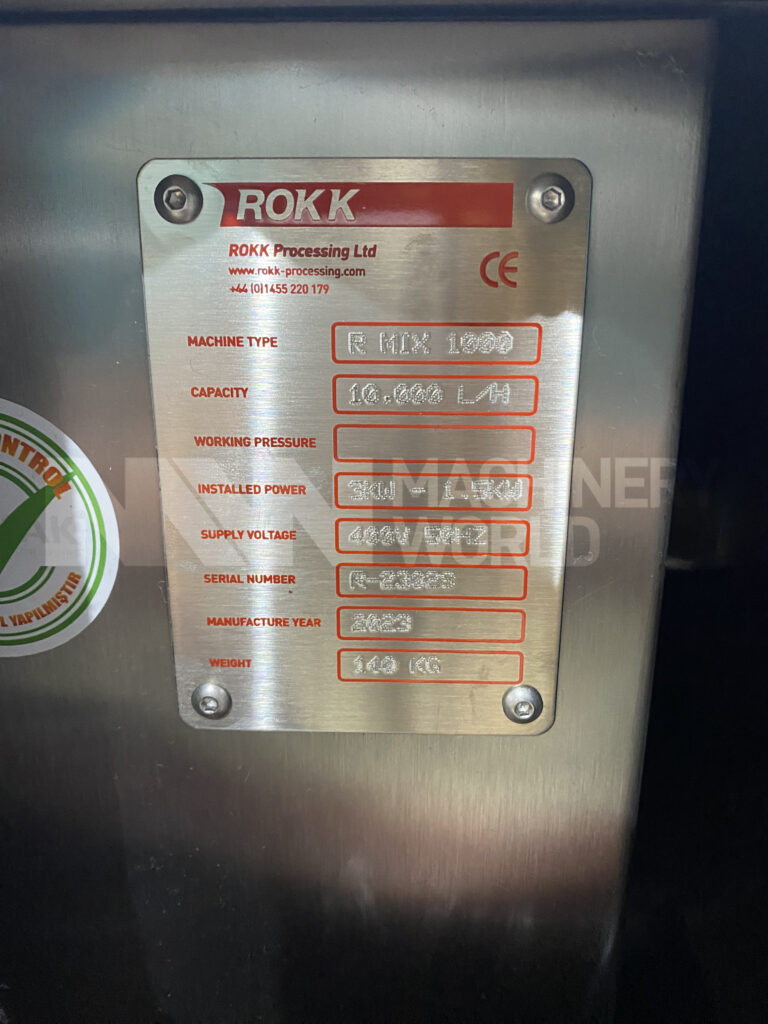 ROKK
ROKK Processing Ltd
www.rokk-processing.com
+44 (0)1455 220 179
CE
MACHINE TYPE R MIX 1000
CAPACITY 10.000 L/H
WORKING PRESSURE
INSTALLED POWER 3KW - 1.5KW
SUPPLY VOLTAGE 400V 50HZ
SERIAL NUMBER
MANUFACTURE YEAR 2023
WEIGHT 140 KG
MACHINERY
WORLD
NTROL
L YAPILMIŞTIR